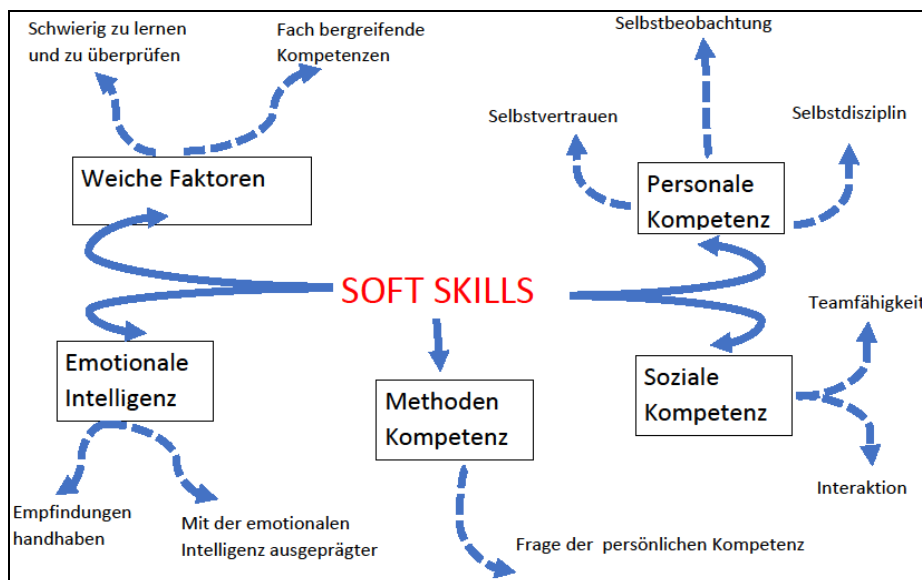 Schwierig zu lernen
und zu überprüfen
Fach bergreifende
Kompetenzen
Weiche Faktoren
Selbstbeobachtung
Selbstvertrauen
Selbstdisziplin
Personale
Kompetenz
SOFT SKILLS
Emotionale
Intelligenz
Empfindungen
handhaben
Mit der emotionalen
Intelligenz ausgeprägter
Methoden
Kompetenz
Frage der persönlichen Kompetenz
Soziale
Kompetenz
Teamfähigkeit
Interaktion